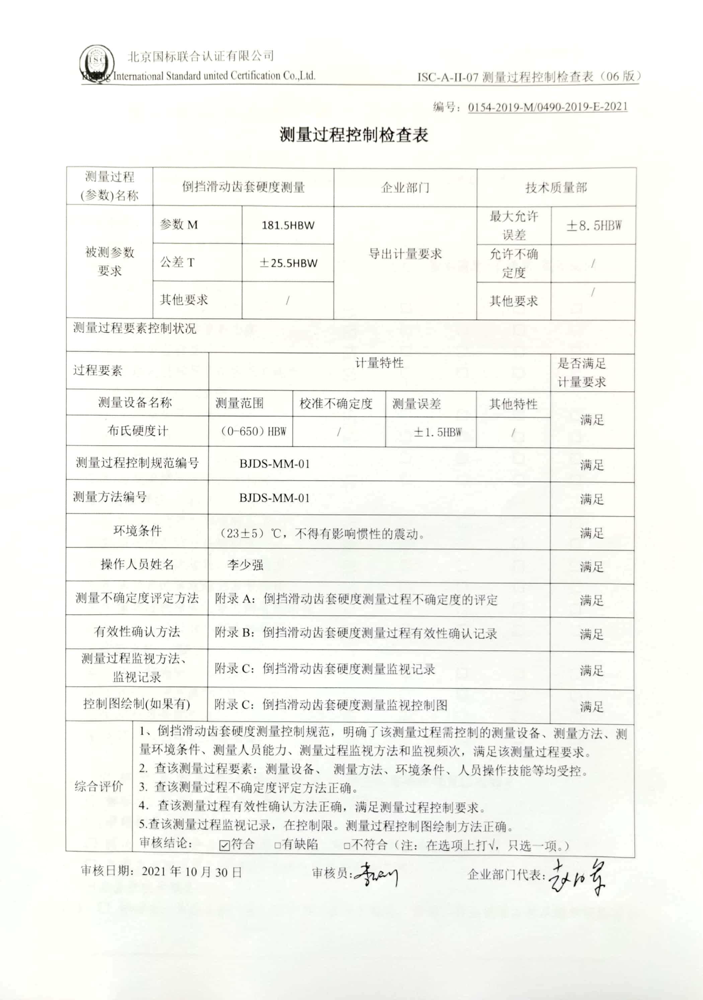 北京国标联合认证有限公司
International Standard united Certification Co.,Ltd.
ISC-A-II-07 测量过程控制检查表（06 版）
编号：0154-2019-M/0490-2019-E-2021
测量过程控制检查表
测量过程
(参数)名称
倒挡滑动齿套硬度测量
企业部门
技术质量部
被测参数
要求
参数 M
181.5HBW
导出计量要求
最大允许
误差
±8.5HBW
公差 T
±25.5HBW
允许不确
定度
/
其他要求
/
其他要求
/
测量过程要素控制状况
过程要素
计量特性
是否满足
计量要求
测量设备名称
测量范围
校准不确定度
测量误差
其他特性
满足
布氏硬度计
（0-650）HBW
/
±1.5HBW
/
测量过程控制规范编号
BJDS-MM-01
满足
测量方法编号
BJDS-MM-01
满足
环境条件
（23±5）℃，不得有影响惯性的震动。
满足
操作人员姓名
李少强
满足
测量不确定度评定方法
附录 A：倒挡滑动齿套硬度测量过程不确定度的评定
满足
有效性确认方法
附录 B：倒挡滑动齿套硬度测量过程有效性确认记录
满足
测量过程监视方法、
监视记录
附录 C：倒挡滑动齿套硬度测量监视记录
满足
控制图绘制(如果有)
附录 C：倒挡滑动齿套硬度测量监视控制图
满足
综合评价
1、倒挡滑动齿套硬度测量控制规范，明确了该测量过程需控制的测量设备、测量方法、测
量环境条件、测量人员能力、测量过程监视方法和监视频次，满足该测量过程要求。
2. 查该测量过程要素：测量设备、 测量方法、环境条件、人员操作技能等均受控。
3. 查该测量过程不确定度评定方法正确。
4. 查该测量过程有效性确认方法正确，满足测量过程控制要求。
5.查该测量过程监视记录，在控制限。测量过程控制图绘制方法正确。
审核结论： ☑符合 □有缺陷 □不符合（注：在选项上打√，只选一项。）
审核日期：2021 年 10 月 30 日
审核员:
企业部门代表: